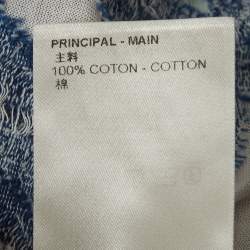 PRINCIPAL - MAIN
主料
100% COTON - COTTON
棉